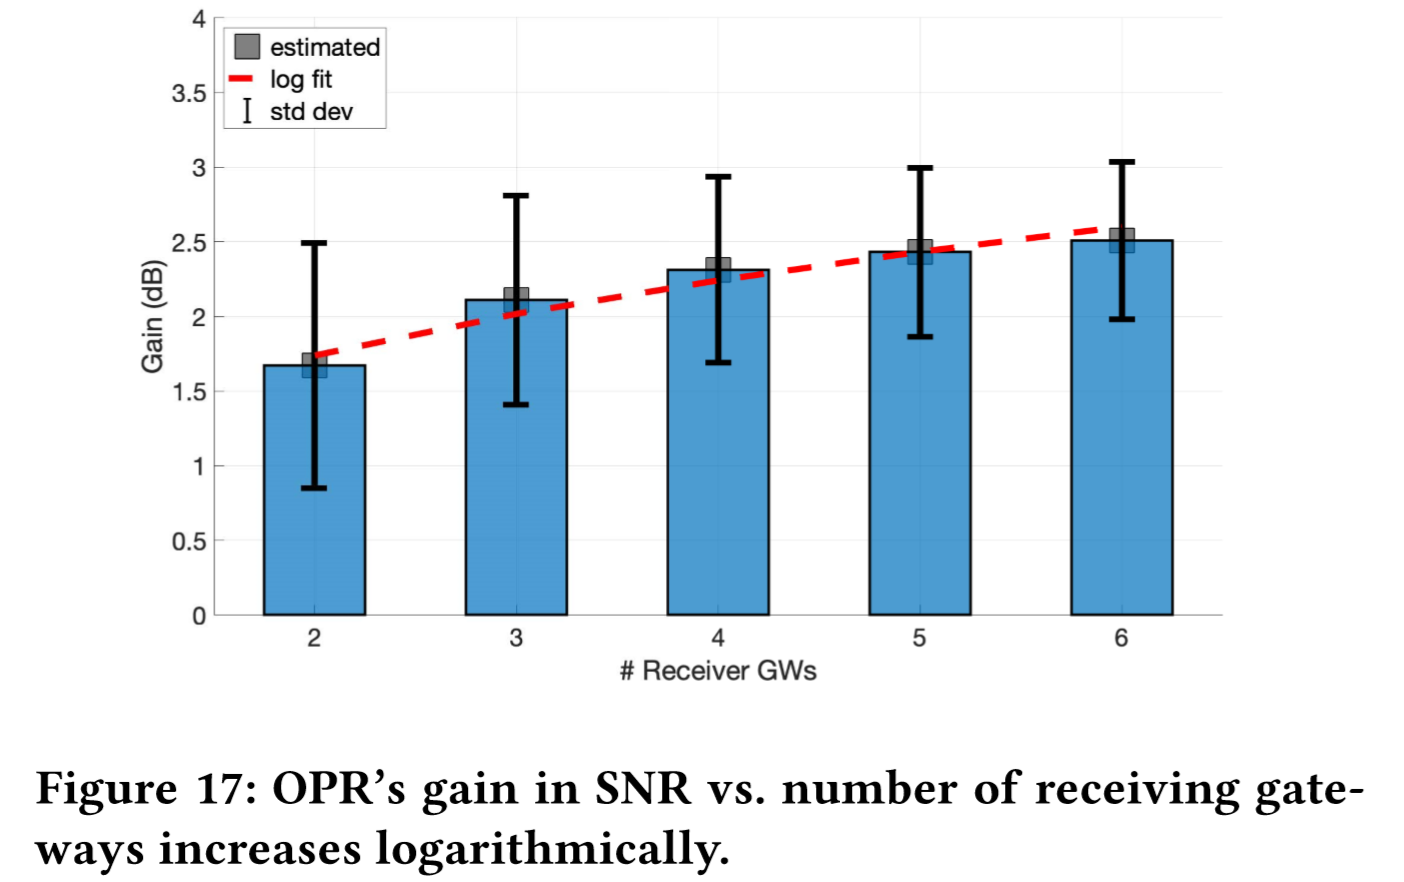 4
estimated
log fit
std dev
3.5
3
2.5
2
1.5
1
0.5
0
Gain (dB)
2 3 4 5 6
# Receiver GWs
Figure 17: OPR’s gain in SNR vs. number of receiving gate-
ways increases logarithmically.